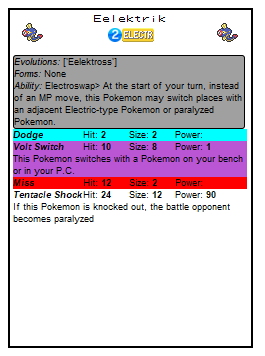 Eelektrik
2 ELECTR
Evolutions: ['Eelektross']
Forms: None
Ability: Electroswap> At the start of your turn, instead
of an MP move, this Pokemon may switch places with
an adjacent Electric-type Pokemon or paralyzed
Pokemon.
Dodge Hit: 2 Size: 2 Power:
Volt Switch Hit: 10 Size: 8 Power: 1
This Pokemon switches with a Pokemon on your bench
or in your P.C.
Miss Hit: 12 Size: 2 Power:
Tentacle Shock Hit: 24 Size: 12 Power: 90
If this Pokemon is knocked out, the battle opponent
becomes paralyzed